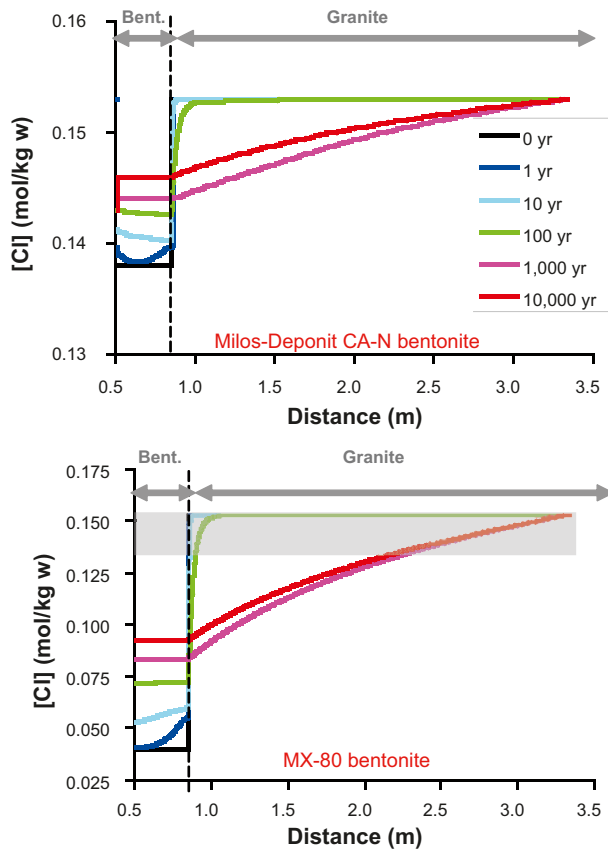 Bent. Granite
0.16
0.15
0.14
0.13
[Cl] (mol/kg w)
0 yr
1 yr
10 yr
100 yr
1,000 yr
10,000 yr
Milos-Deponit CA-N bentonite
0.5 1.0 1.5 2.0 2.5 3.0 3.5
Distance (m)
Bent. Granite
0.175
0.150
0.125
0.100
0.075
0.050
0.025
[Cl] (mol/kg w)
MX-80 bentonite
0.5 1.0 1.5 2.0 2.5 3.0 3.5
Distance (m)